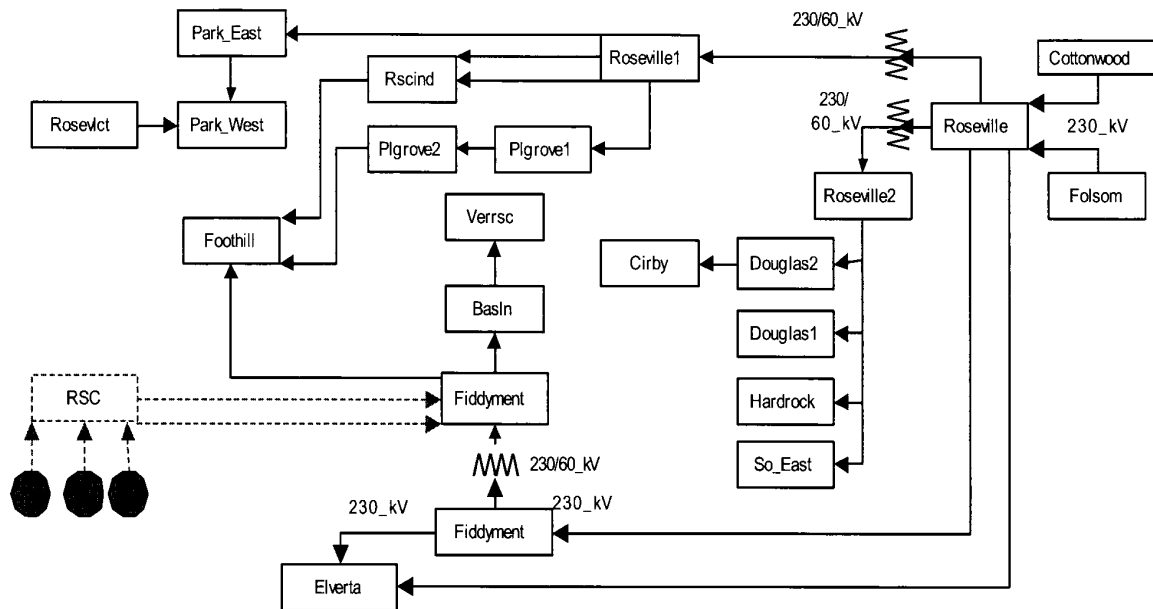 Park_East
230/60_kV
Roseville1
Cottonwood
Rscind
Rosevlct
Park_West
230/
60_kV
Roseville
230_kV
Plgrove2
Plgrove1
Roseville2
Folsom
Verrsc
Foothill
Cirby
Douglas2
BasIn
Douglas1
RSC
Fiddyment
Hardrock
230/60_kV
So_East
230_kV
230_kV
Fiddyment
Elverta